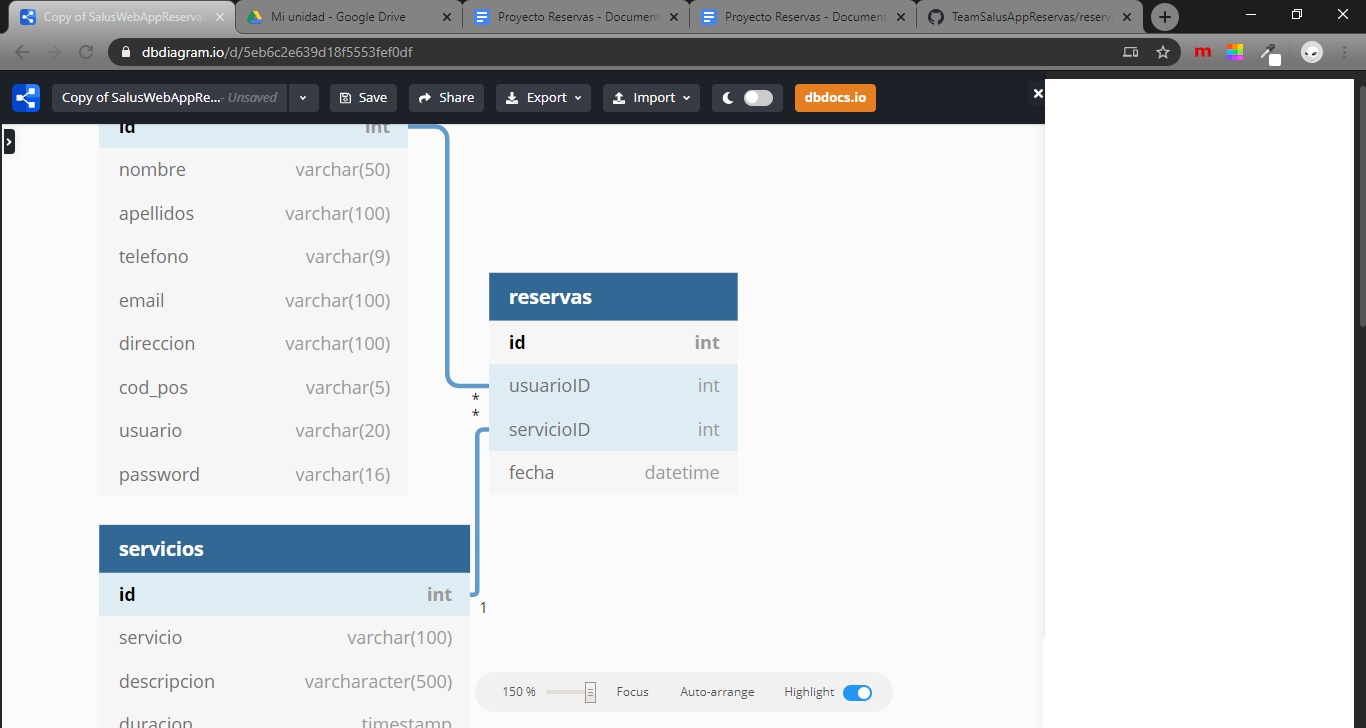 Copy of SalusWebAppReserva
Mi unidad - Google Drive
Proyecto Reservas - Document
Proyecto Reservas - Document
TeamSalusAppReservas/reserv
dbdiagram.io/d/5eb6c2e639d18f5553fef0df
Copy of SalusWebAppRe...- Unsaved
Save
Share
Export
Import
dbdocs.io
id int
nombre varchar(50)
apellidos varchar(100)
telefono varchar(9)
email varchar(100)
direccion varchar(100)
cod_pos varchar(5)
usuario varchar(20)
password varchar(16)
reservas
id int
usuarioID int
*
*
servicioID int
fecha datetime
servicios
id int
1
servicio varchar(100)
descripcion varcharacter(500)
duracion timestamp
150 %
Focus
Auto-arrange
Highlight